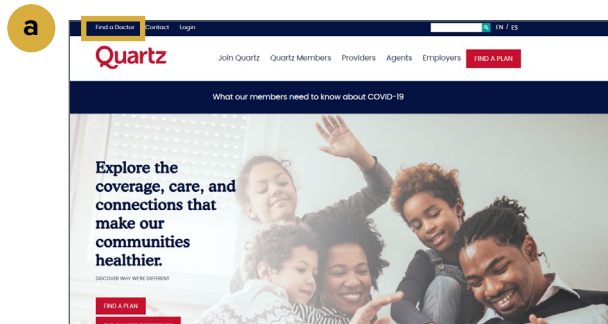 a
Find a Doctor Contact Login EN / ES
Quartz Join Quartz Quartz Members Providers Agents Employers FIND A PLAN
What our members need to know about COVID-19
Explore the
coverage, care, and
connections that
make our
communities
healthier.
DISCOVER WHY WE'RE DIFFERENT
FIND A PLAN